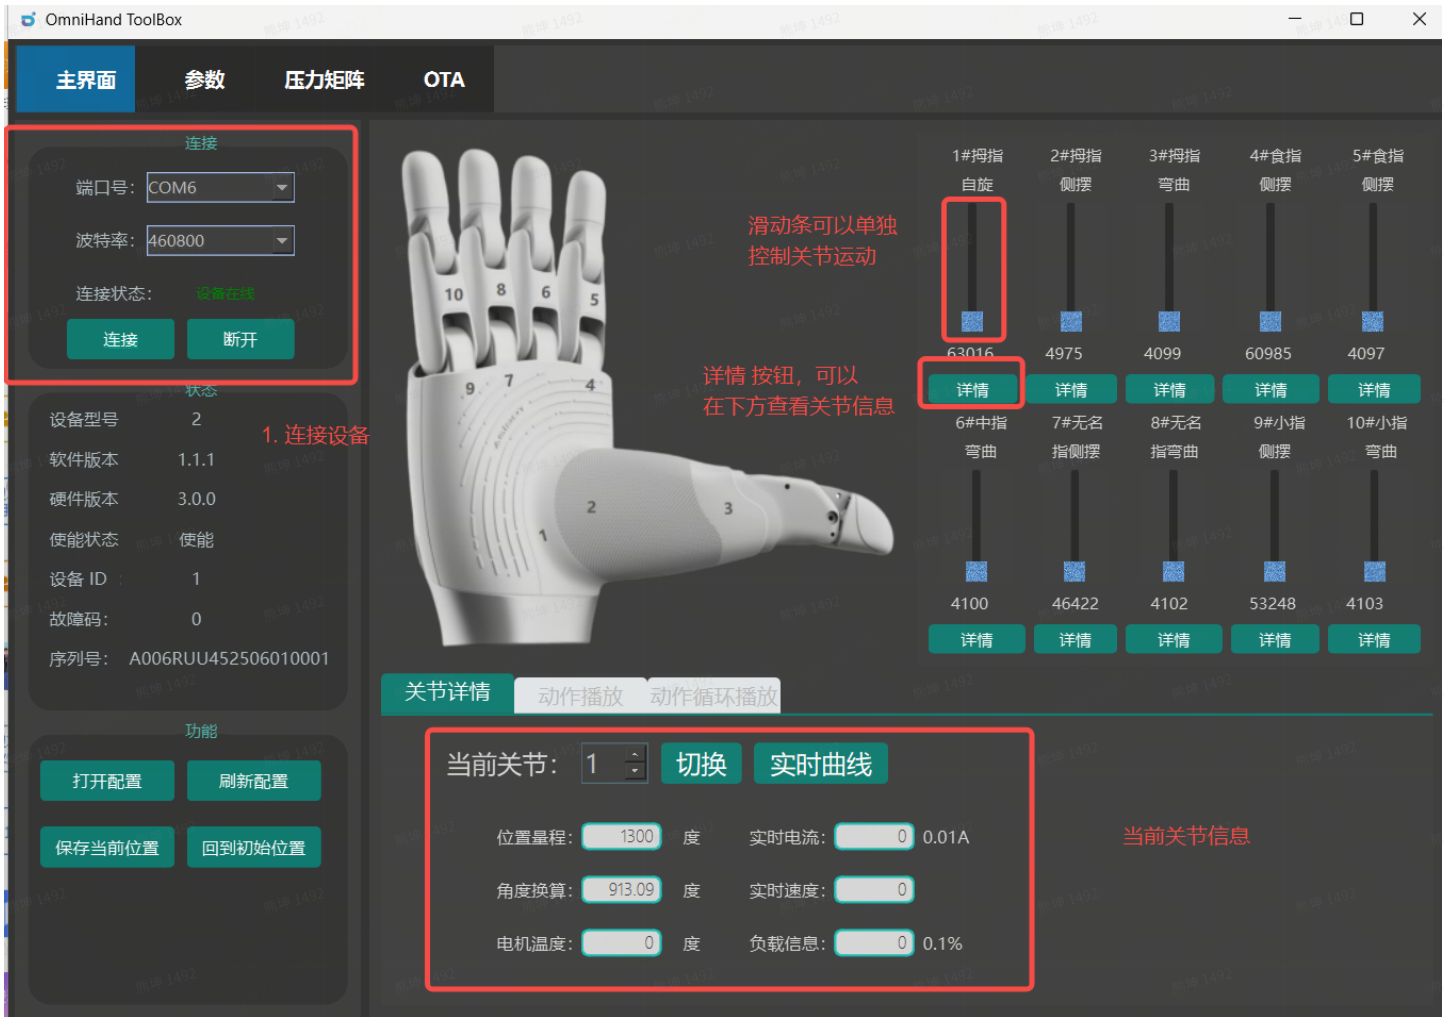 OmniHand ToolBox
主界面
参数
压力矩阵
OTA
连接
端口号：
COM6
波特率：
460800
连接状态：
设备在线
连接
断开
状态
设备型号
2
软件版本
1.1.1
硬件版本
3.0.0
使能状态
使能
设备 ID ：
1
故障码：
0
序列号：
A006RUU452506010001
1. 连接设备
功能
打开配置
刷新配置
保存当前位置
回到初始位置
10
8
6
5
9
7
4
2
3
1
滑动条可以单独
控制关节运动
详情 按钮，可以
在下方查看关节信息
1#拇指
自旋
2#拇指
侧摆
3#拇指
弯曲
4#食指
侧摆
5#食指
侧摆
63016
4975
4099
60985
4097
详情
详情
详情
详情
详情
6#中指
弯曲
7#无名
指侧摆
8#无名
指弯曲
9#小指
侧摆
10#小指
弯曲
4100
46422
4102
53248
4103
详情
详情
详情
详情
详情
关节详情
动作播放
动作循环播放
当前关节：
1
切换
实时曲线
位置量程：
1300
度
实时电流：
0
0.01A
角度换算：
913.09
度
实时速度：
0
电机温度：
0
度
负载信息：
0
0.1%
当前关节信息